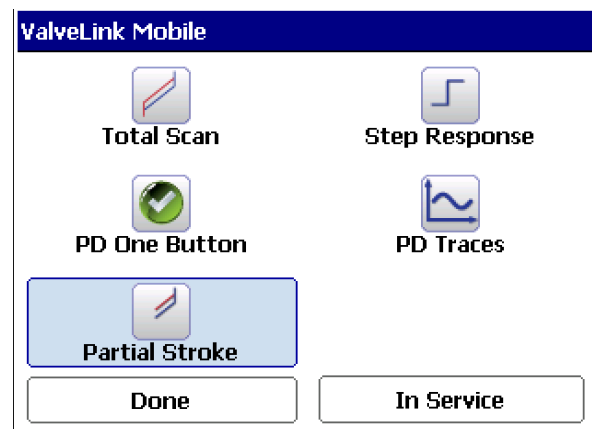 ValveLink Mobile
Total Scan
Step Response
PD One Button
PD Traces
Partial Stroke
Done
In Service